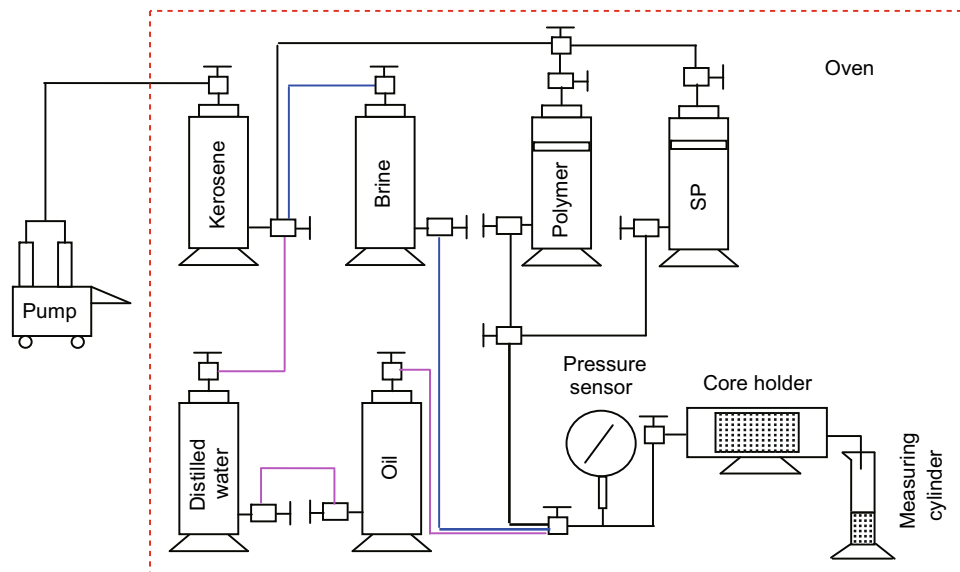 Oven
Kerosene
Brine
Polymer
SP
Pump
Pressure
sensor
Core holder
Distilled
water
Oil
Measuring
cylinder